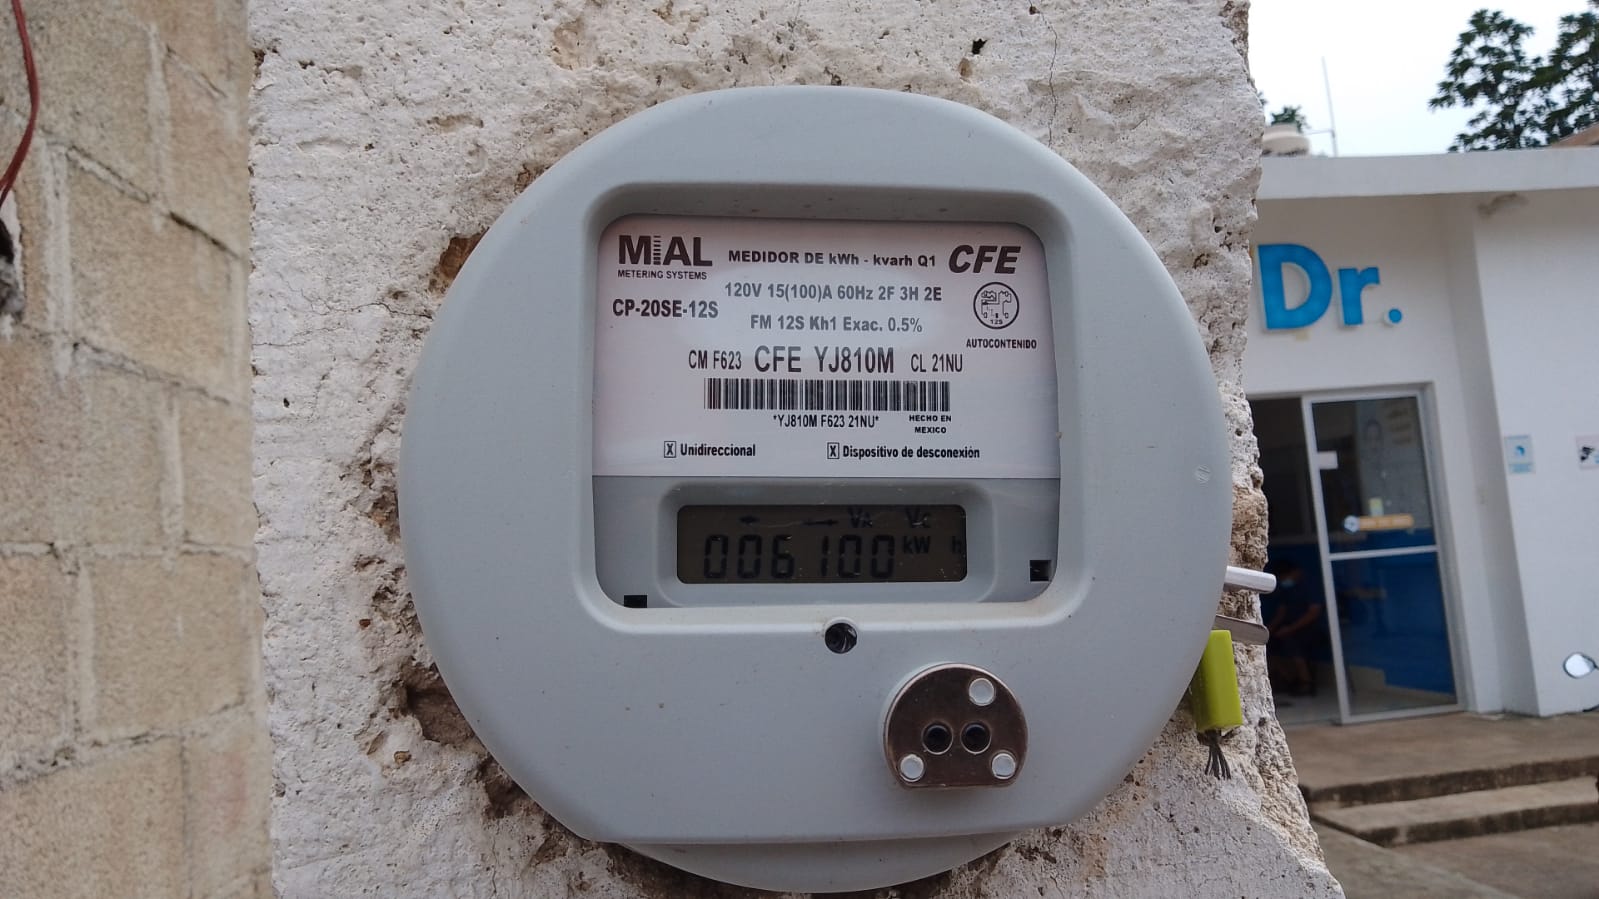 MIAL
METERING SYSTEMS
MEDIDOR DE kWh - kvarh Q1
CFE
CP-20SE-12S
120V 15(100)A 60Hz 2F 3H 2E
FM 12S Kh1 Exac. 0.5%
12S
AUTOCONTENIDO
CM F623 CFE YJ810M CL 21NU
*YJ810M F623 21NU*
HECHO EN
MEXICO
X Unidireccional
X Dispositivo de desconexión
VA VC
006100 kW h
Dr.